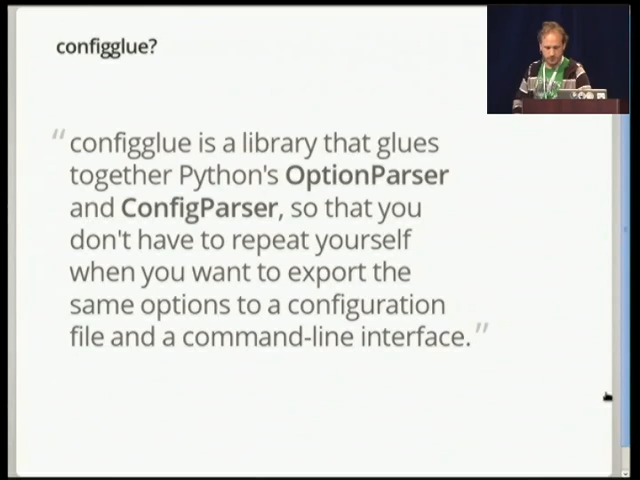 configglue?
“ configglue is a library that glues
together Python's OptionParser
and ConfigParser, so that you
don't have to repeat yourself
when you want to export the
same options to a configuration
file and a command-line interface. ”